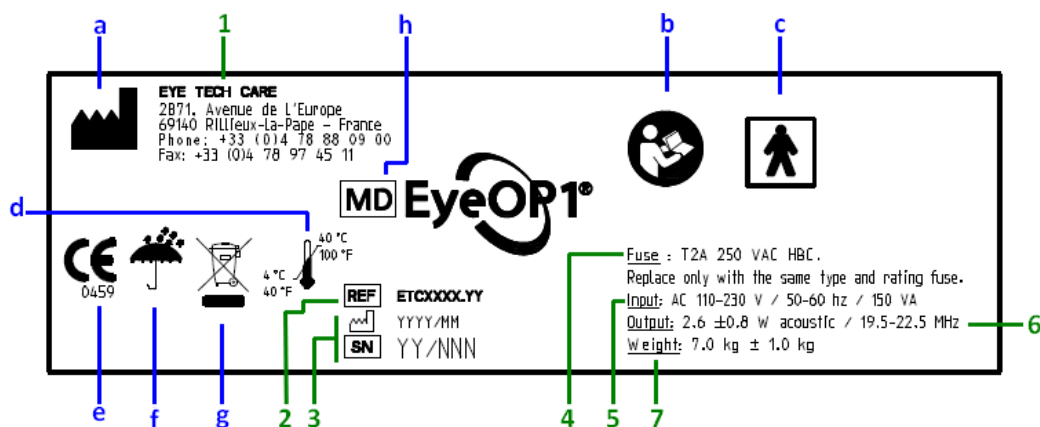 a
1
h
b
c
EYE TECH CARE
2871, Avenue de L'Europe
69140 Rillieux-La-Pape – France
Phone: +33 (0)4 78 88 09 00
Fax: +33 (0)4 78 97 45 11
MD EyeOP1®
d
40 °C
100 °F
4 °C
40 °F
CE
0459
REF ETCXXXX.YY
YYYY/MM
SN YY/NNN
Fuse : T2A 250 VAC HBC.
Replace only with the same type and rating fuse.
Input: AC 110-230 V / 50-60 hz / 150 VA
Output: 2.6 ±0.8 W acoustic / 19.5-22.5 MHz
Weight: 7.0 kg ± 1.0 kg
6
e
f
g
2
3
4
5
7